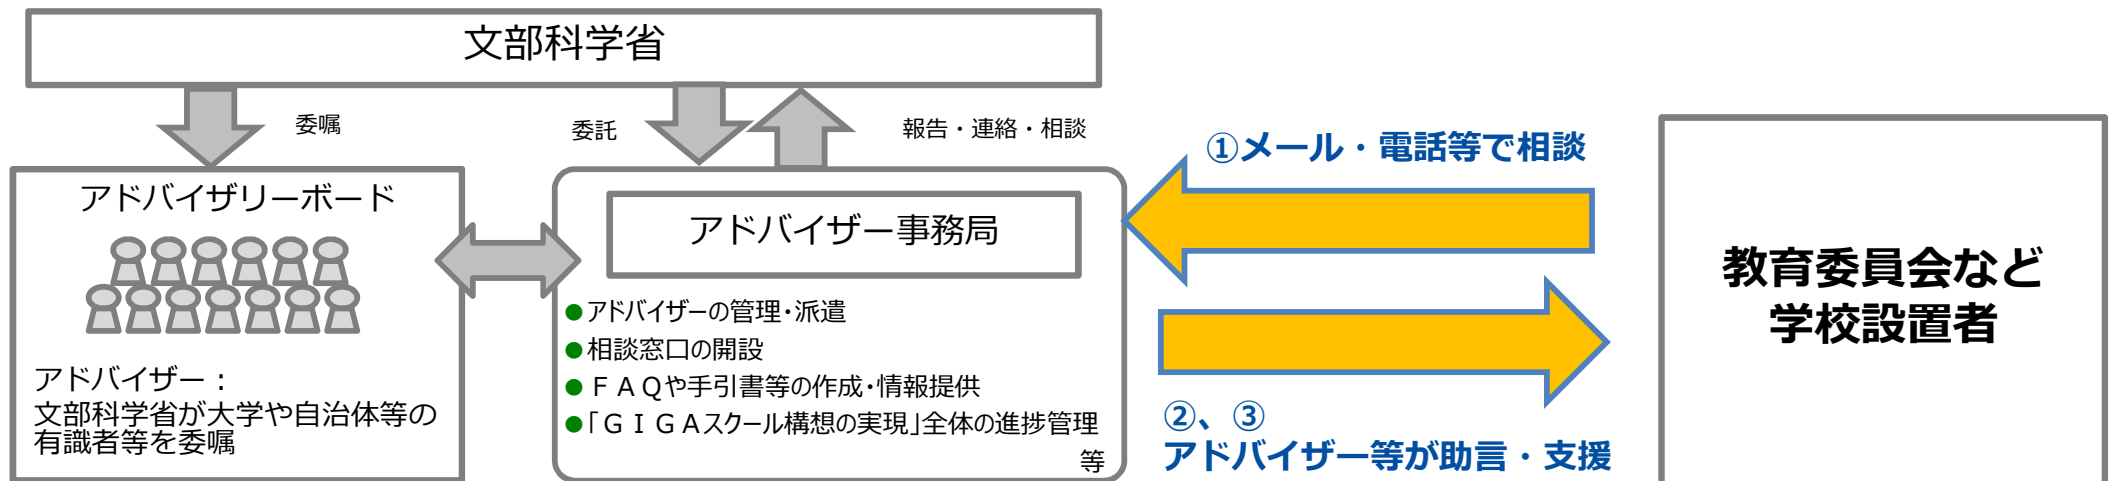 文部科学省
委嘱
委託
報告・連絡・相談
アドバイザリーボード
アドバイザー：
文部科学省が大学や自治体等の
有識者等を委嘱
アドバイザー事務局
●アドバイザーの管理・派遣
●相談窓口の開設
●ＦＡＱや手引書等の作成・情報提供
●「ＧＩＧＡスクール構想の実現」全体の進捗管理
等
①メール・電話等で相談
②、③
アドバイザー等が助言・支援
教育委員会など
学校設置者